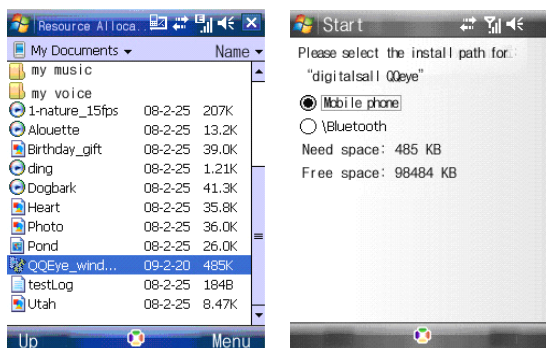 Resource Alloca..
My Documents
Name
my music
my voice
1-nature_15fps 08-2-25 207K
Alouette 08-2-25 13.2K
Birthday_gift 08-2-25 39.0K
ding 08-2-25 1.21K
Dogbark 08-2-25 41.3K
Heart 08-2-25 35.8K
Photo 08-2-25 36.0K
Pond 08-2-25 26.0K
QQEye_wind... 09-2-20 485K
testLog 08-2-25 184B
Utah 08-2-25 8.47K
Up Menu
Start
Please select the install path for:
"digitalsall QQeye"
Mobile phone
\Bluetooth
Need space: 485 KB
Free space: 98484 KB